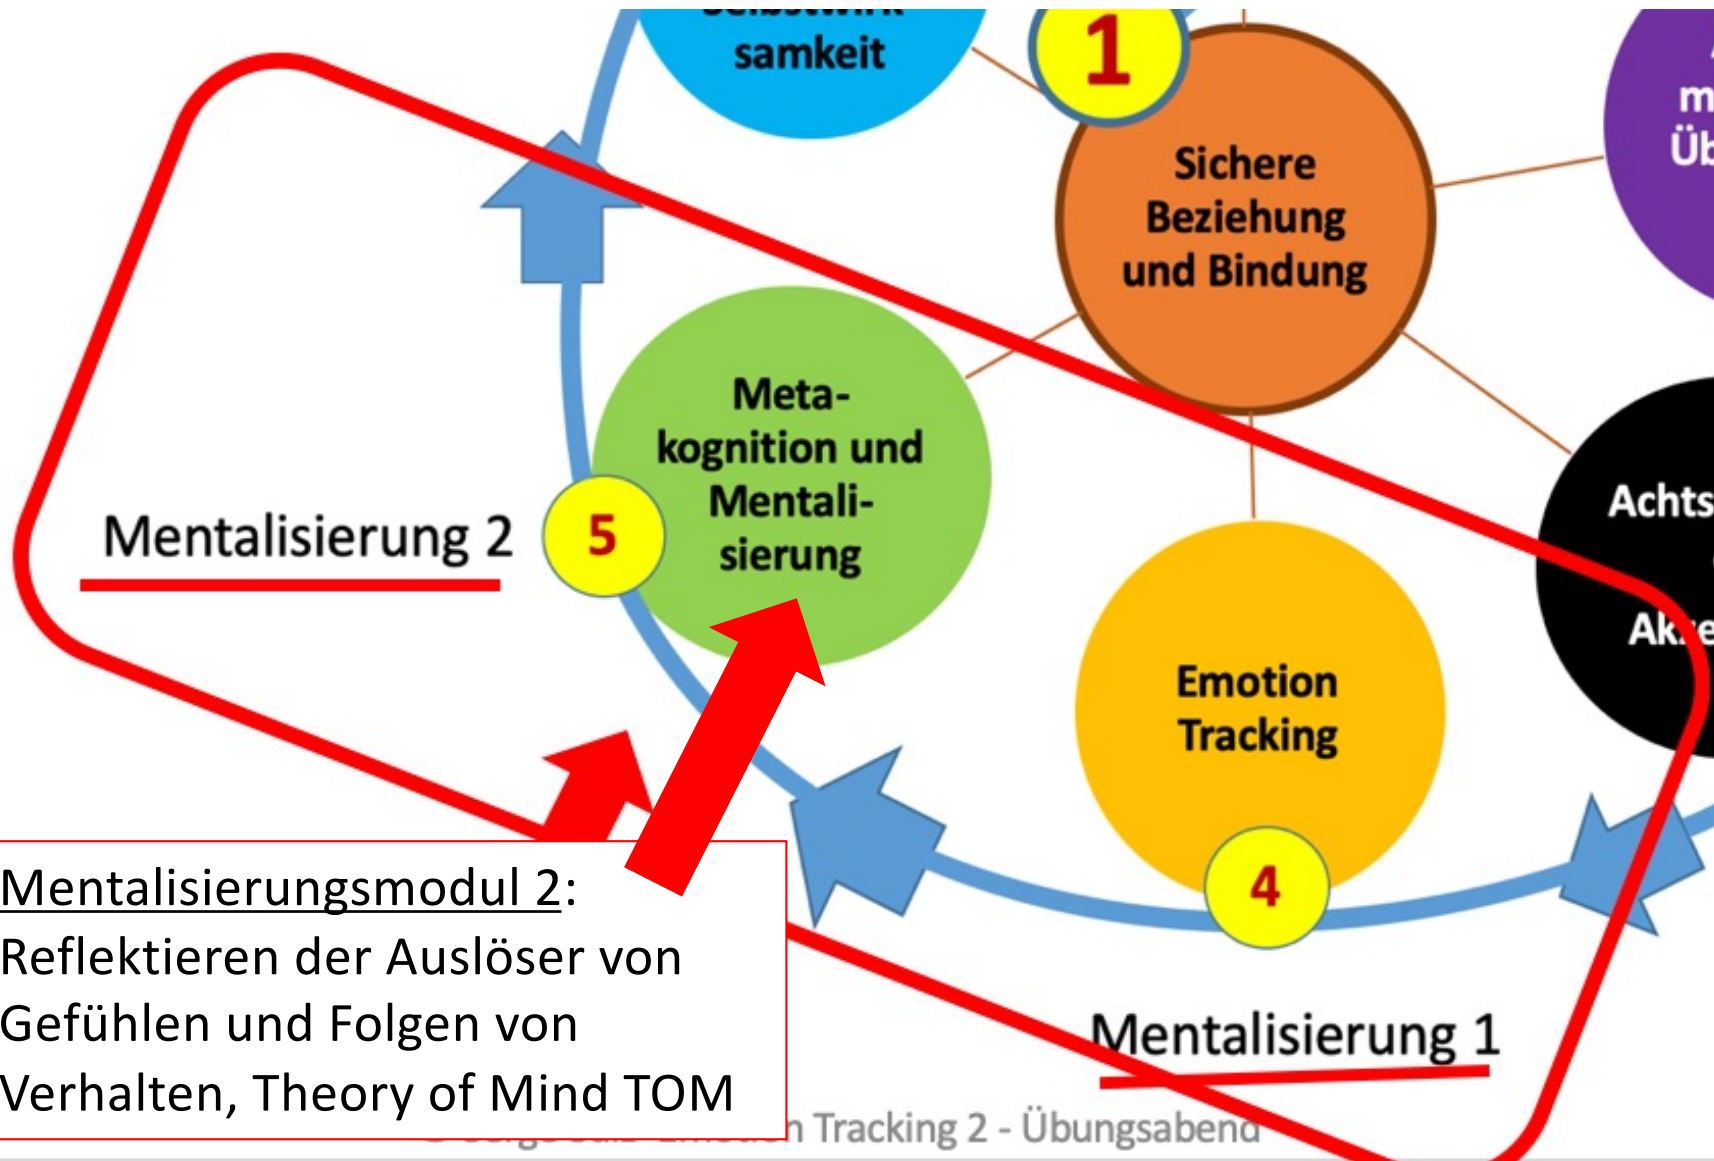 samkeit
1
Sichere
Beziehung
und Bindung
Meta-
kognition und
Mentali-
sierung
Mentalisierung 2
5
Achts
Emotion
Tracking
4
Mentalisierungsmodul 2:
Reflektieren der Auslöser von
Gefühlen und Folgen von
Verhalten, Theory of Mind TOM
Mentalisierung 1
Tracking 2 - Übungsabend